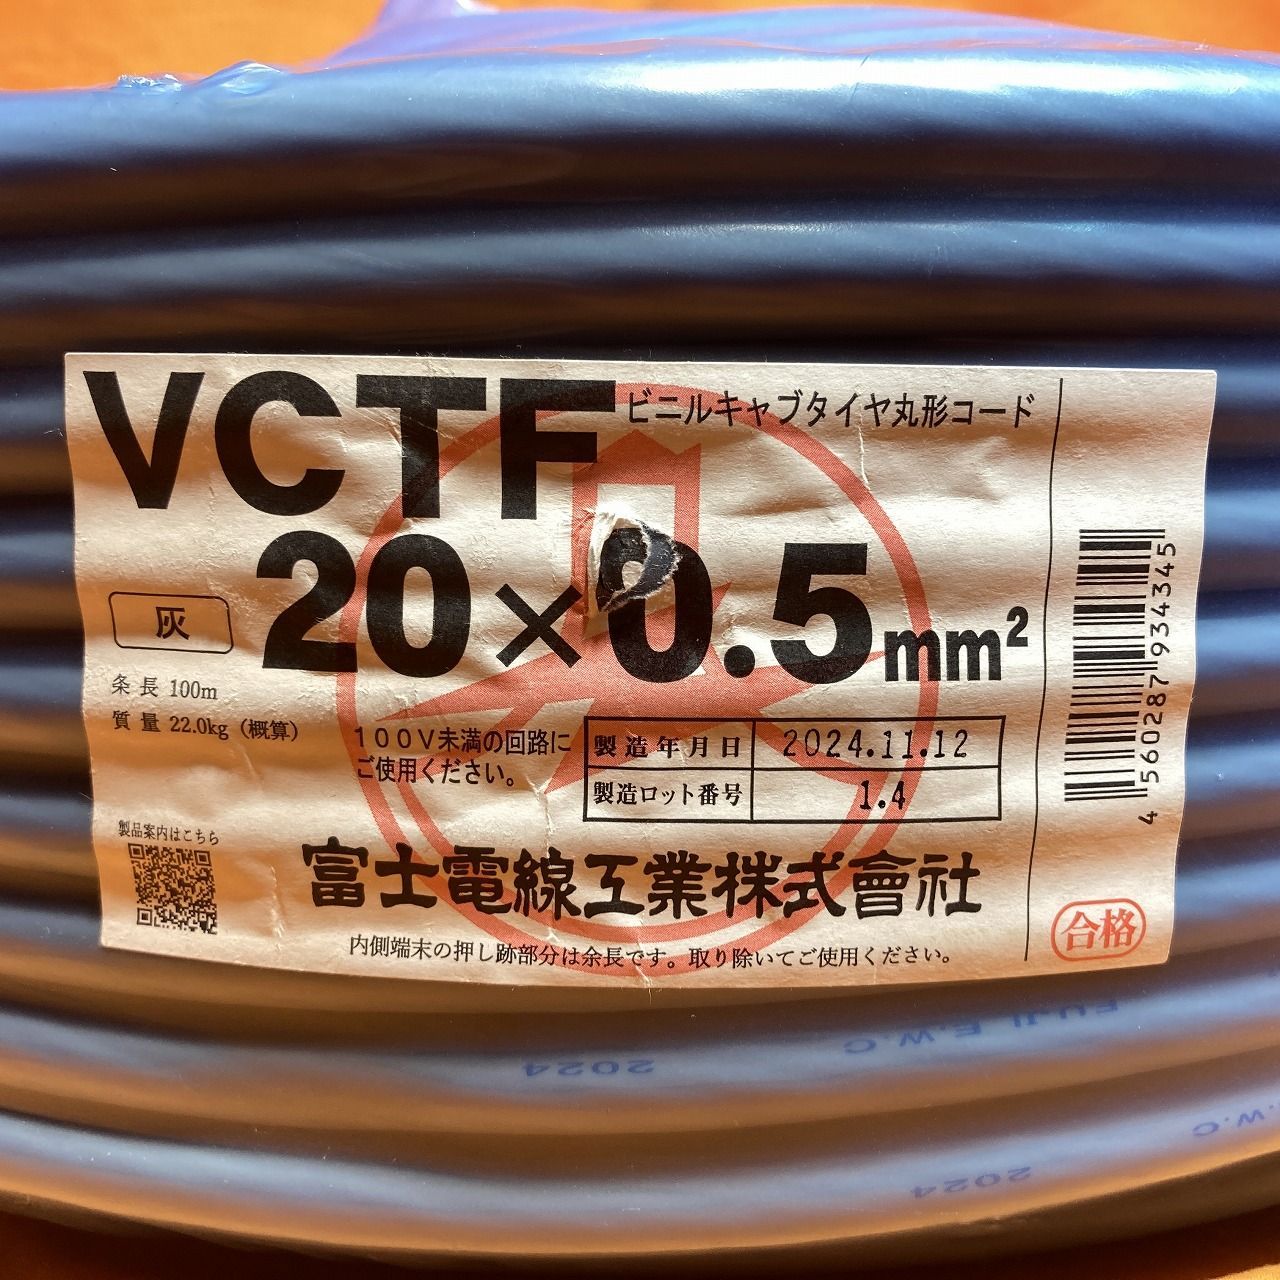 VCTF
ビニルキャブタイヤ丸形コード
20×0.5mm²
灰
条長 100m
質量 22.0kg（概算）
100V未満の回路に
ご使用ください。
製造年月日 2024.11.12
製造ロット番号 1.4
製品案内はこちら
富士電線工業株式會社
内側端末の押し跡部分は余長です。取り除いてご使用ください。
合格
4560287934345
FUJI E.W.C
2024
E.W.C
2024